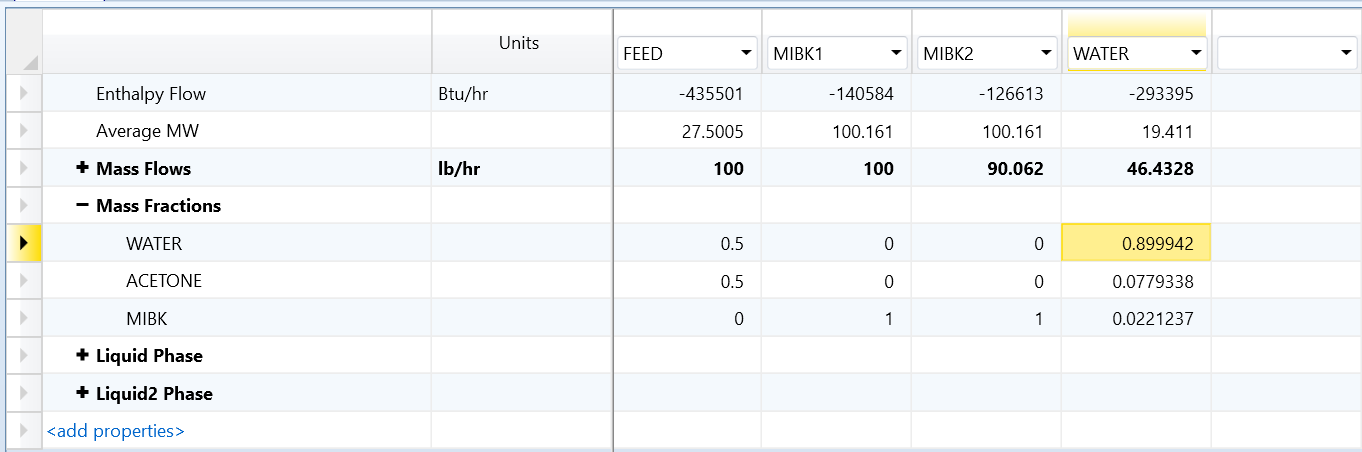 Units FEED MIBK1 MIBK2 WATER
Enthalpy Flow Btu/hr -435501 -140584 -126613 -293395
Average MW 27.5005 100.161 100.161 19.411
+ Mass Flows lb/hr 100 100 90.062 46.4328
− Mass Fractions
WATER 0.5 0 0 0.899942
ACETONE 0.5 0 0 0.0779338
MIBK 0 1 1 0.0221237
+ Liquid Phase
+ Liquid2 Phase
<add properties>